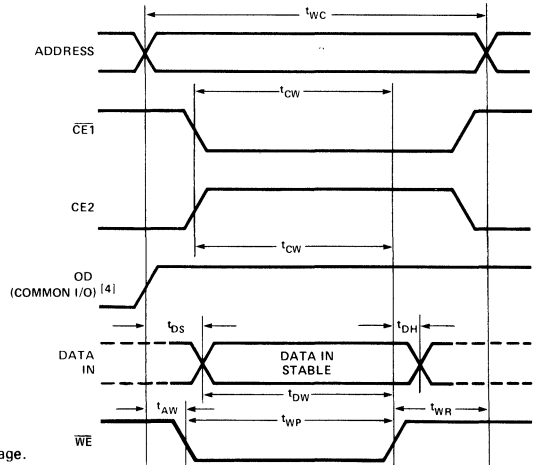 tWC
ADDRESS
tCW
CE1
CE2
tCW
OD
(COMMON I/O) [4]
tDS
tDH
DATA
IN
DATA IN
STABLE
tDW
tAW
tWP
tWR
WE
age.